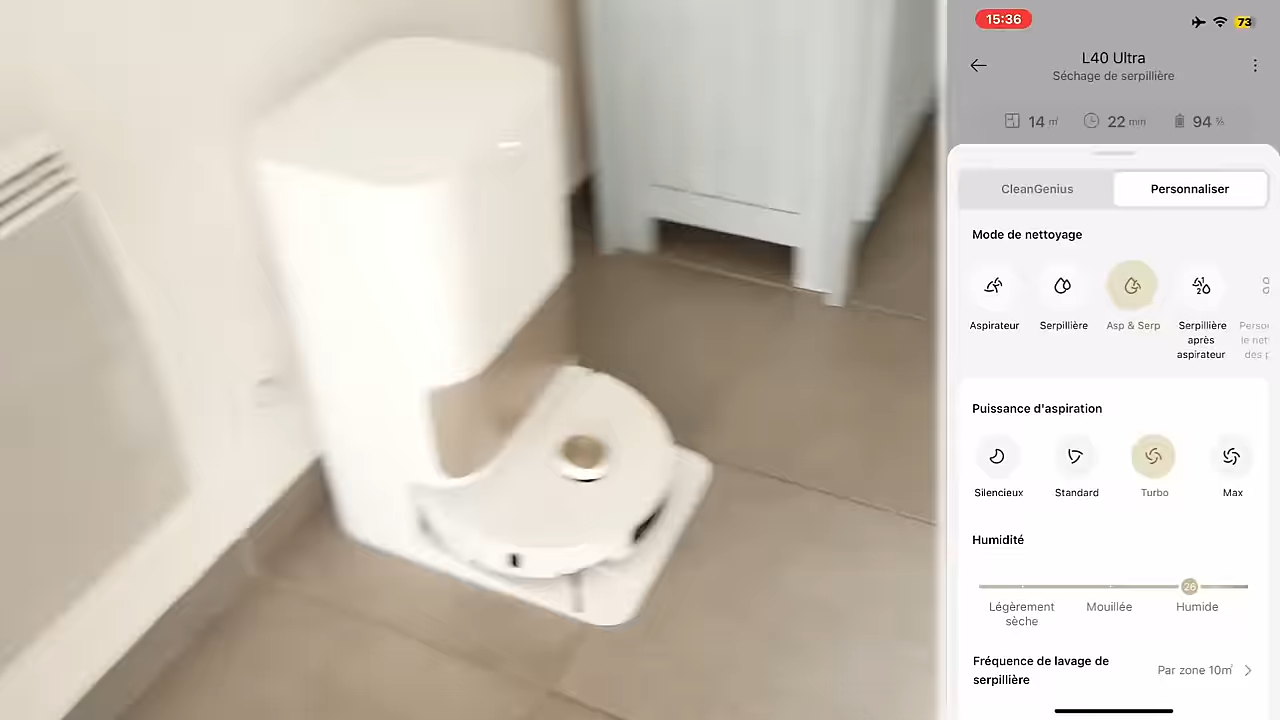 15:36
73
L40 Ultra
Séchage de serpillière
14 ㎡
22 min
94 %
CleanGenius
Personnaliser
Mode de nettoyage
Aspirateur
Serpillière
Asp & Serp
Serpillière
après
aspirateur
Puissance d'aspiration
Silencieux
Standard
Turbo
Max
Humidité
26
Légèrement
sèche
Mouillée
Humide
Fréquence de lavage de
serpillière
Par zone 10㎡